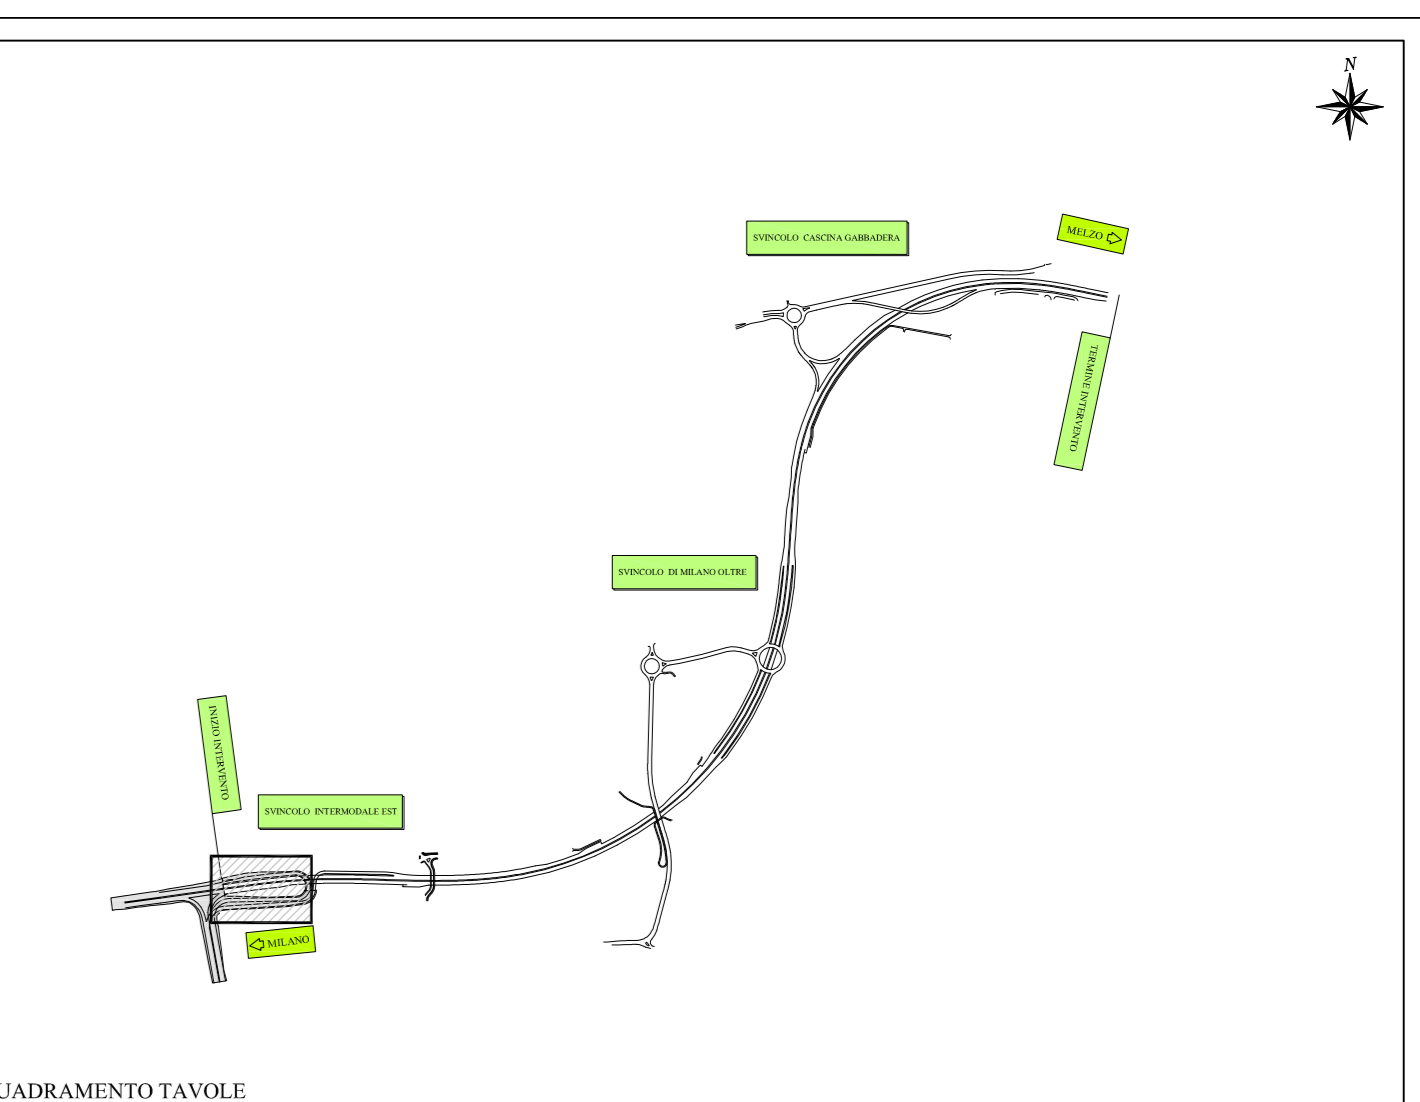 N
MELZO
SVINCOLO CASCINA GABBADERA
TERMINE INTERVENTO
SVINCOLO DI MILANO OLTRE
INIZIO INTERVENTO
SVINCOLO INTERMODALE EST
MILANO
UADRAMENTO TAVOLE